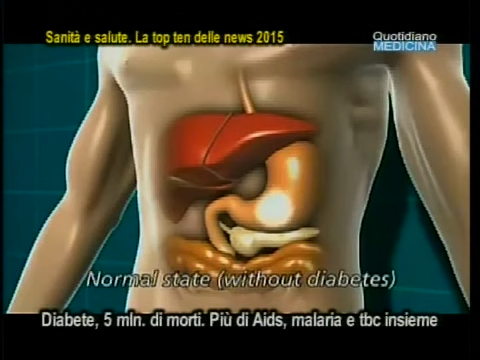 Sanità e salute. La top ten delle news 2015
Quotidiano
MEDICINA
Normal state (without diabetes)
Diabete, 5 mln. di morti. Più di Aids, malaria e tbc insieme